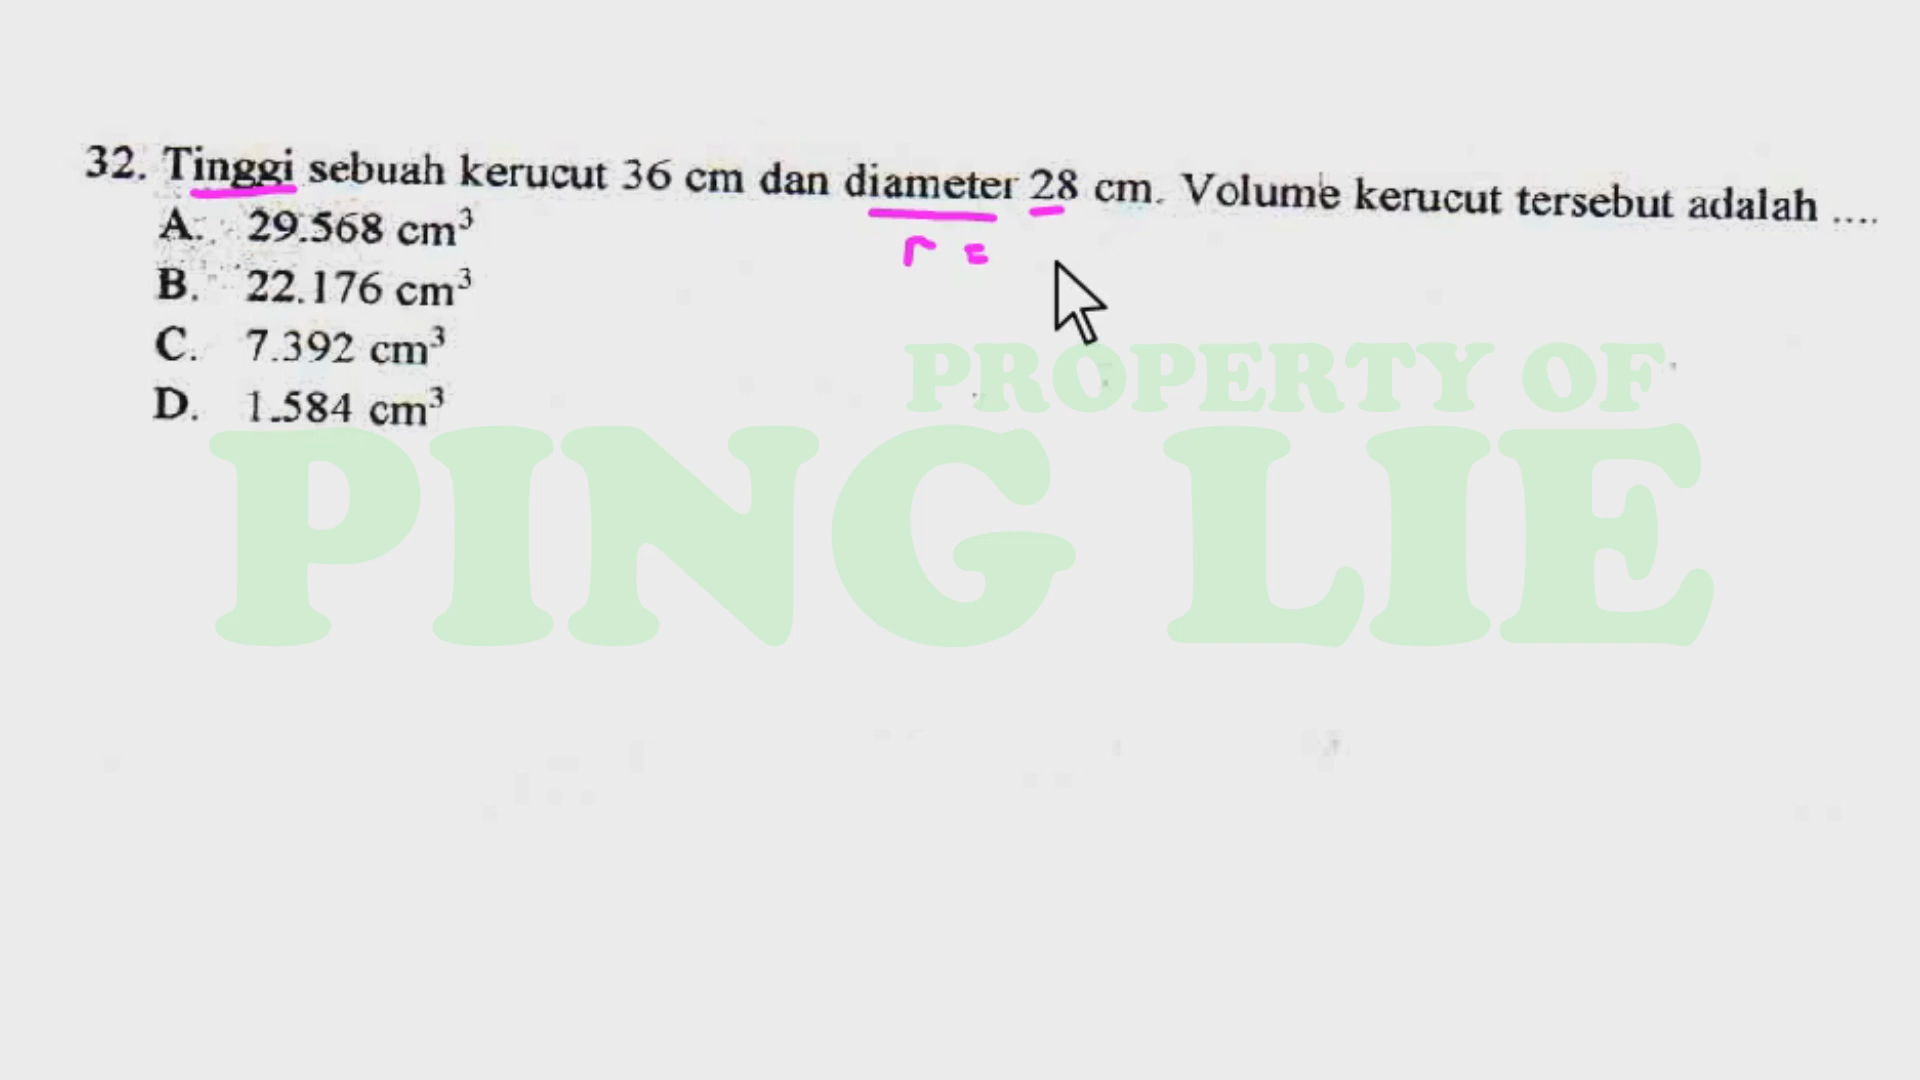 32. Tinggi sebuah kerucut 36 cm dan diameter 28 cm. Volume kerucut tersebut adalah ....
r =
A. 29.568 cm³
B. 22.176 cm³
C. 7.392 cm³
D. 1.584 cm³
PROPERTY OF
PING LIE